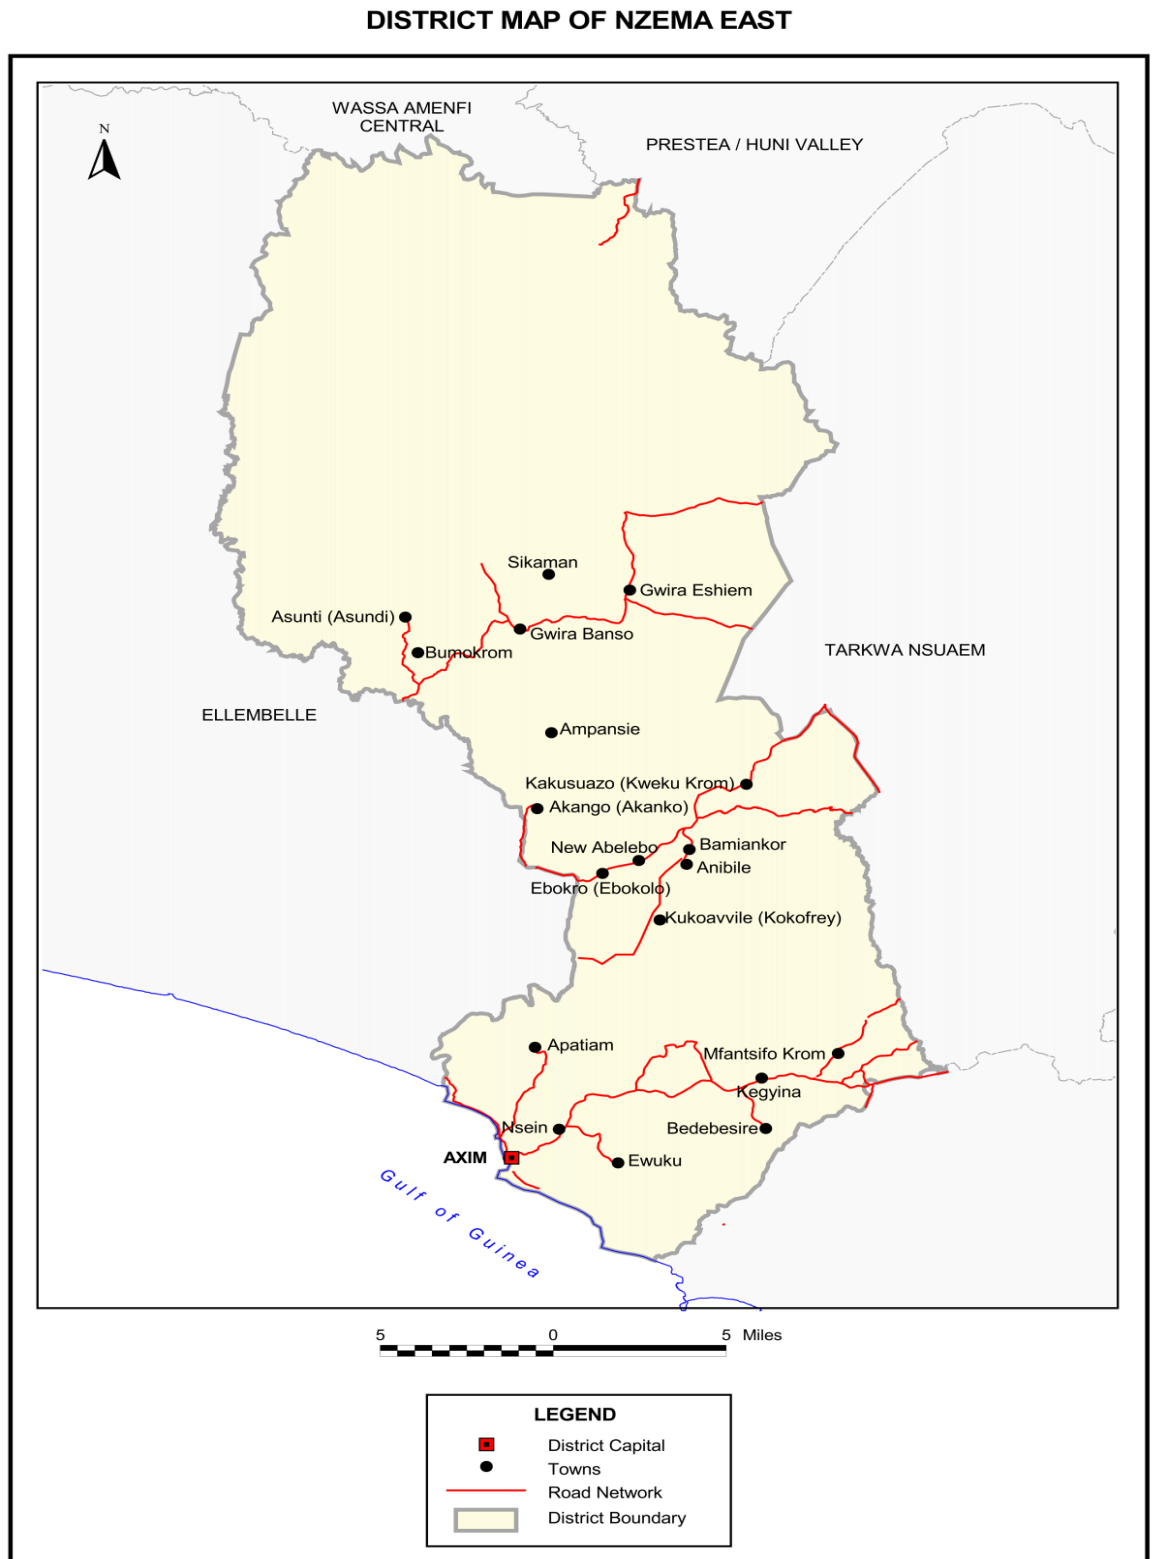 DISTRICT MAP OF NZEMA EAST
WASSA AMENFI
CENTRAL
N
PRESTEA / HUNI VALLEY
Sikaman
Gwira Eshiem
Asunti (Asundi)
Gwira Banso
Bumokrom
TARKWA NSUAEM
ELLEMBELLE
Ampansie
Kakusuazo (Kweku Krom)
Akango (Akanko)
New Abelebo
Bamiankor
Anibile
Ebokro (Ebokolo)
Kukoavvile (Kokofrey)
Apatiam
Mfantsifo Krom
Kegyina
Nsein
Bedebesire
AXIM
Ewuku
Gulf of Guinea
5 0 5 Miles
LEGEND
District Capital
Towns
Road Network
District Boundary